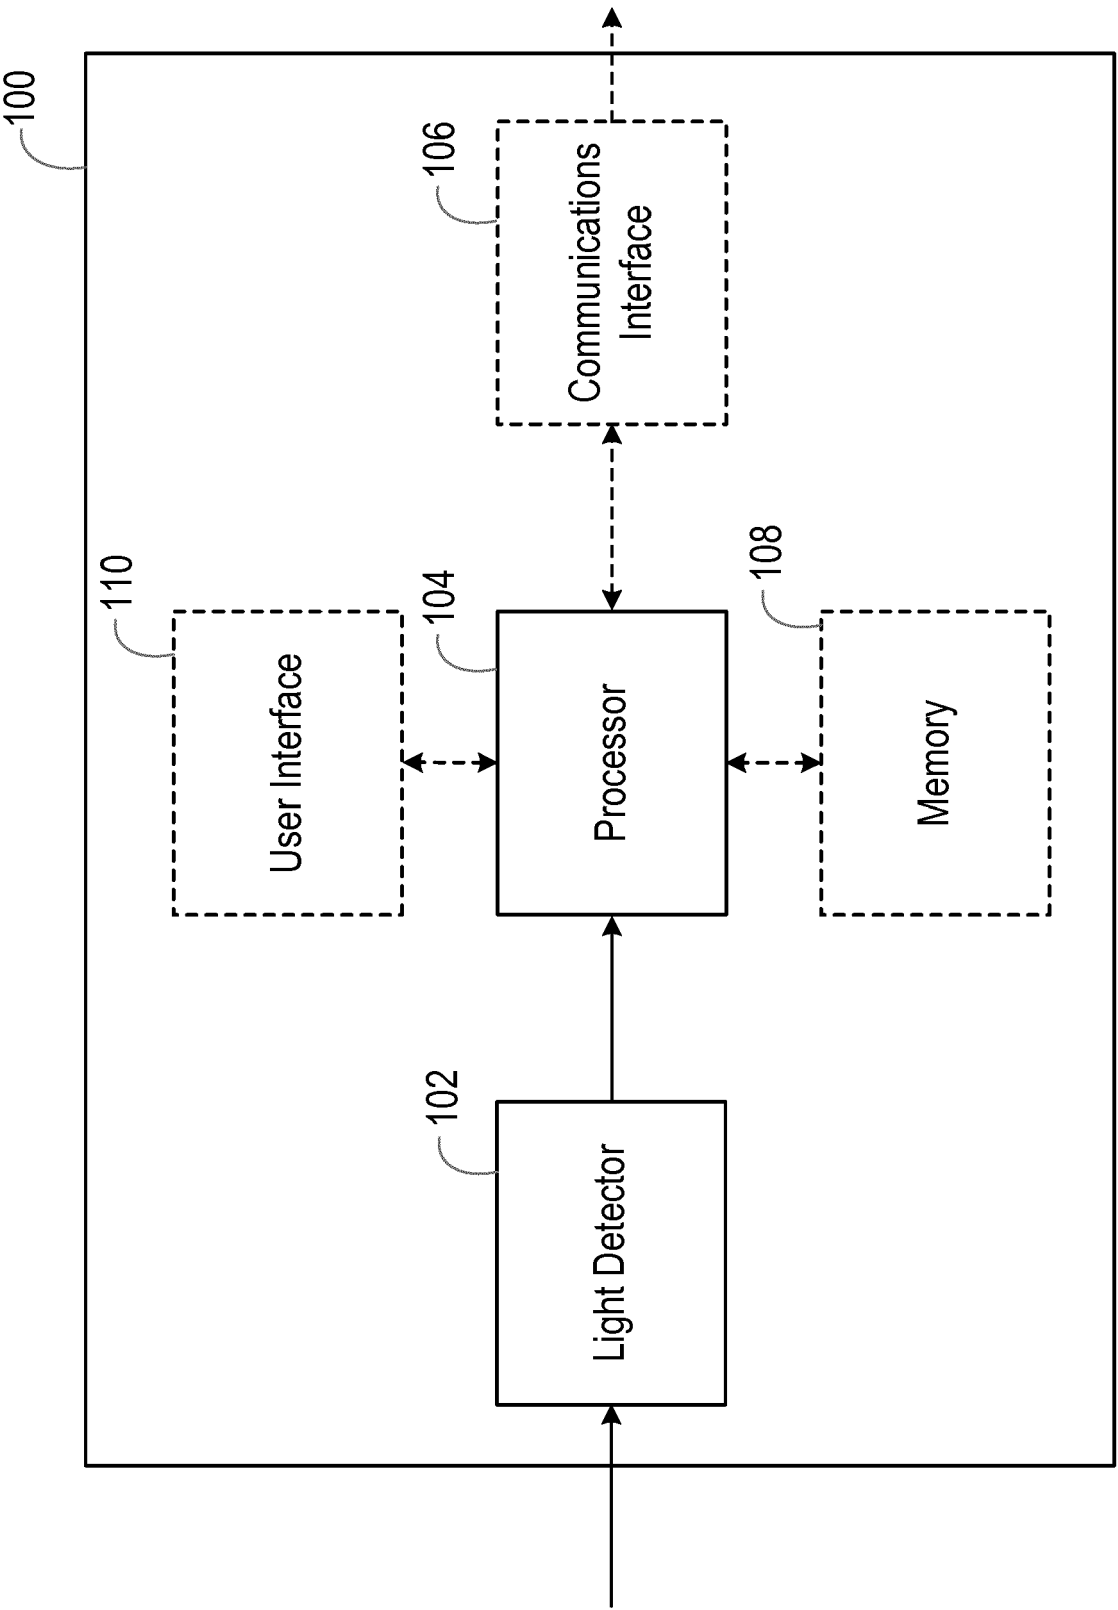 100
110
User Interface
102
Light Detector
104
Processor
106
Communications
Interface
108
Memory